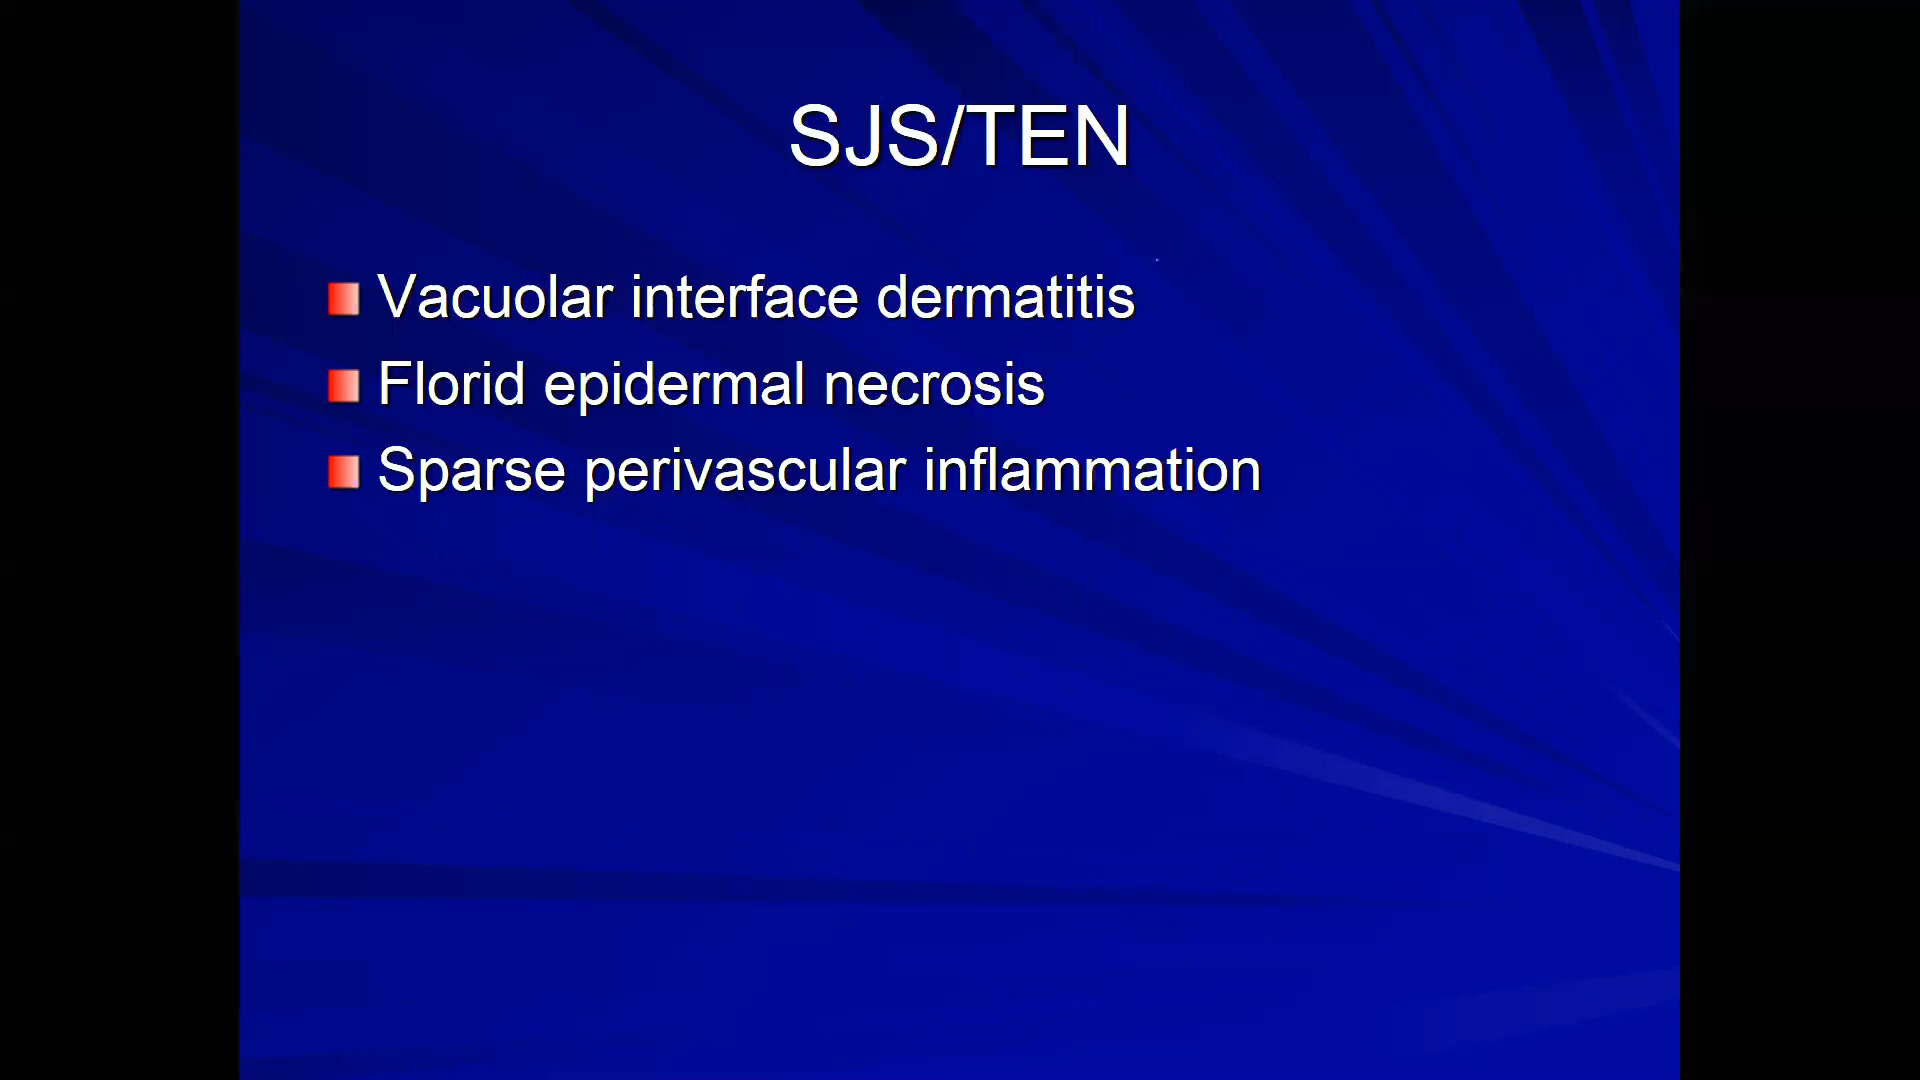 SJS/TEN
Vacuolar interface dermatitis
Florid epidermal necrosis
Sparse perivascular inflammation